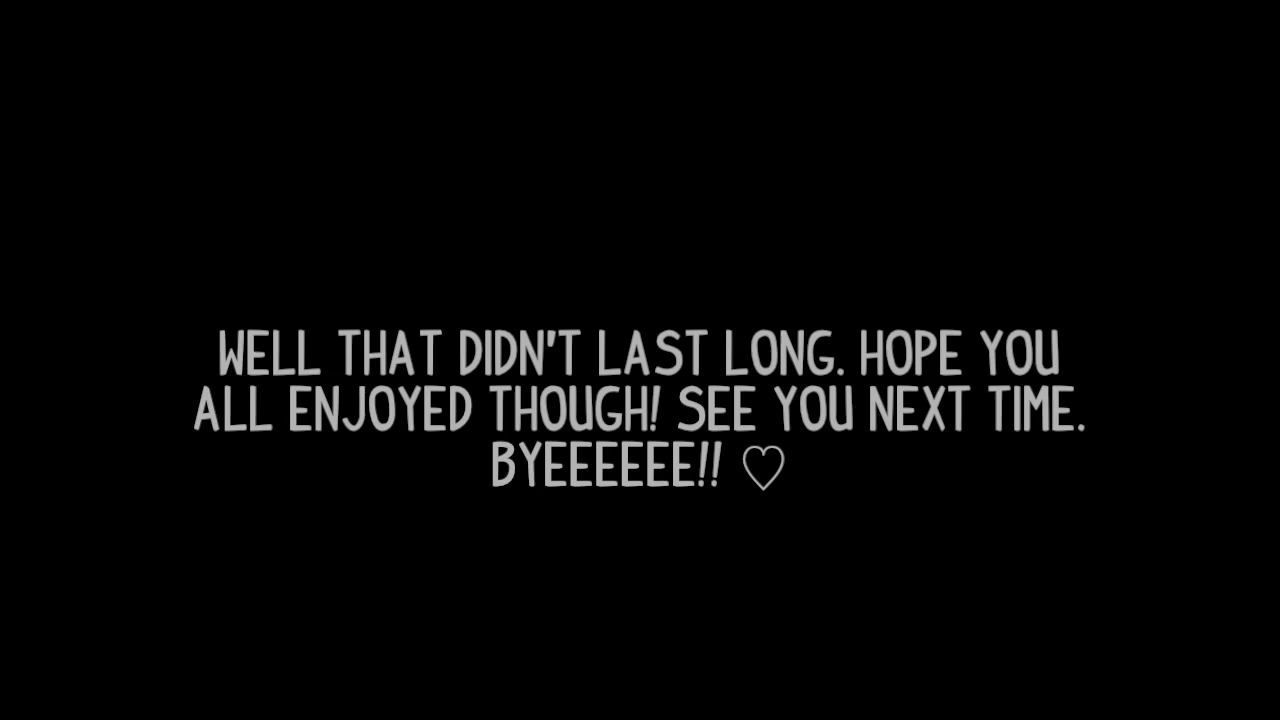 WELL THAT DIDN'T LAST LONG. HOPE YOU
ALL ENJOYED THOUGH! SEE YOU NEXT TIME.
BYEEEEEE!! ♡